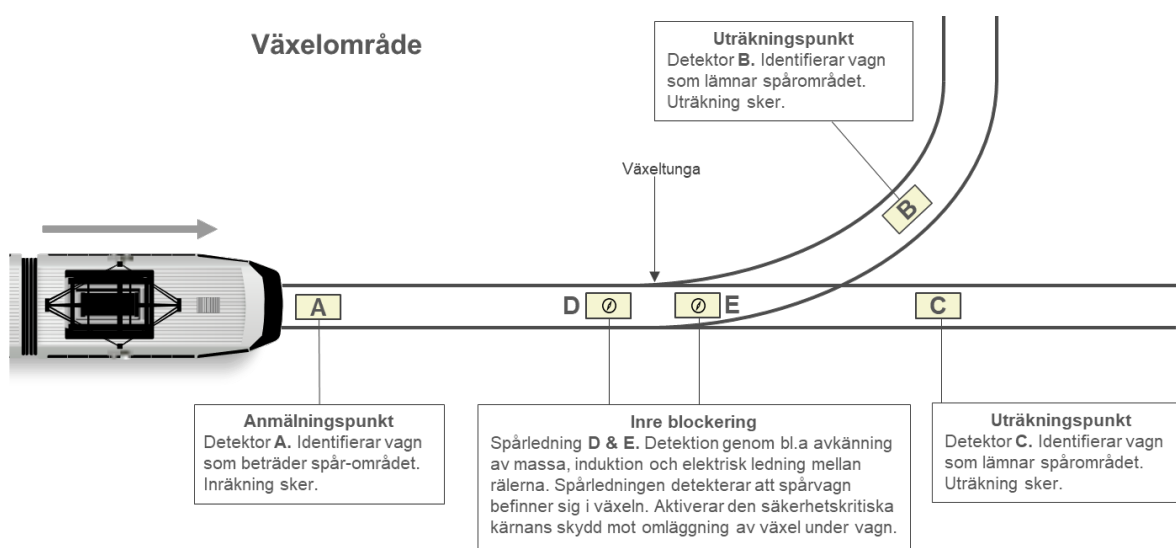 Växelområde
Uträkningspunkt
Detektor B. Identifierar vagn
som lämnar spårområdet.
Uträkning sker.
Växeltunga
B
A
D
E
C
Anmälningspunkt
Detektor A. Identifierar vagn
som beträder spår-området.
Inräkning sker.
Inre blockering
Spårledning D & E. Detektion genom bl.a avkänning
av massa, induktion och elektrisk ledning mellan
rälerna. Spårledningen detekterar att spårvagn
befinner sig i växeln. Aktiverar den säkerhetskritiska
kärnans skydd mot omläggning av växel under vagn.
Uträkningspunkt
Detektor C. Identifierar vagn
som lämnar spårområdet.
Uträkning sker.